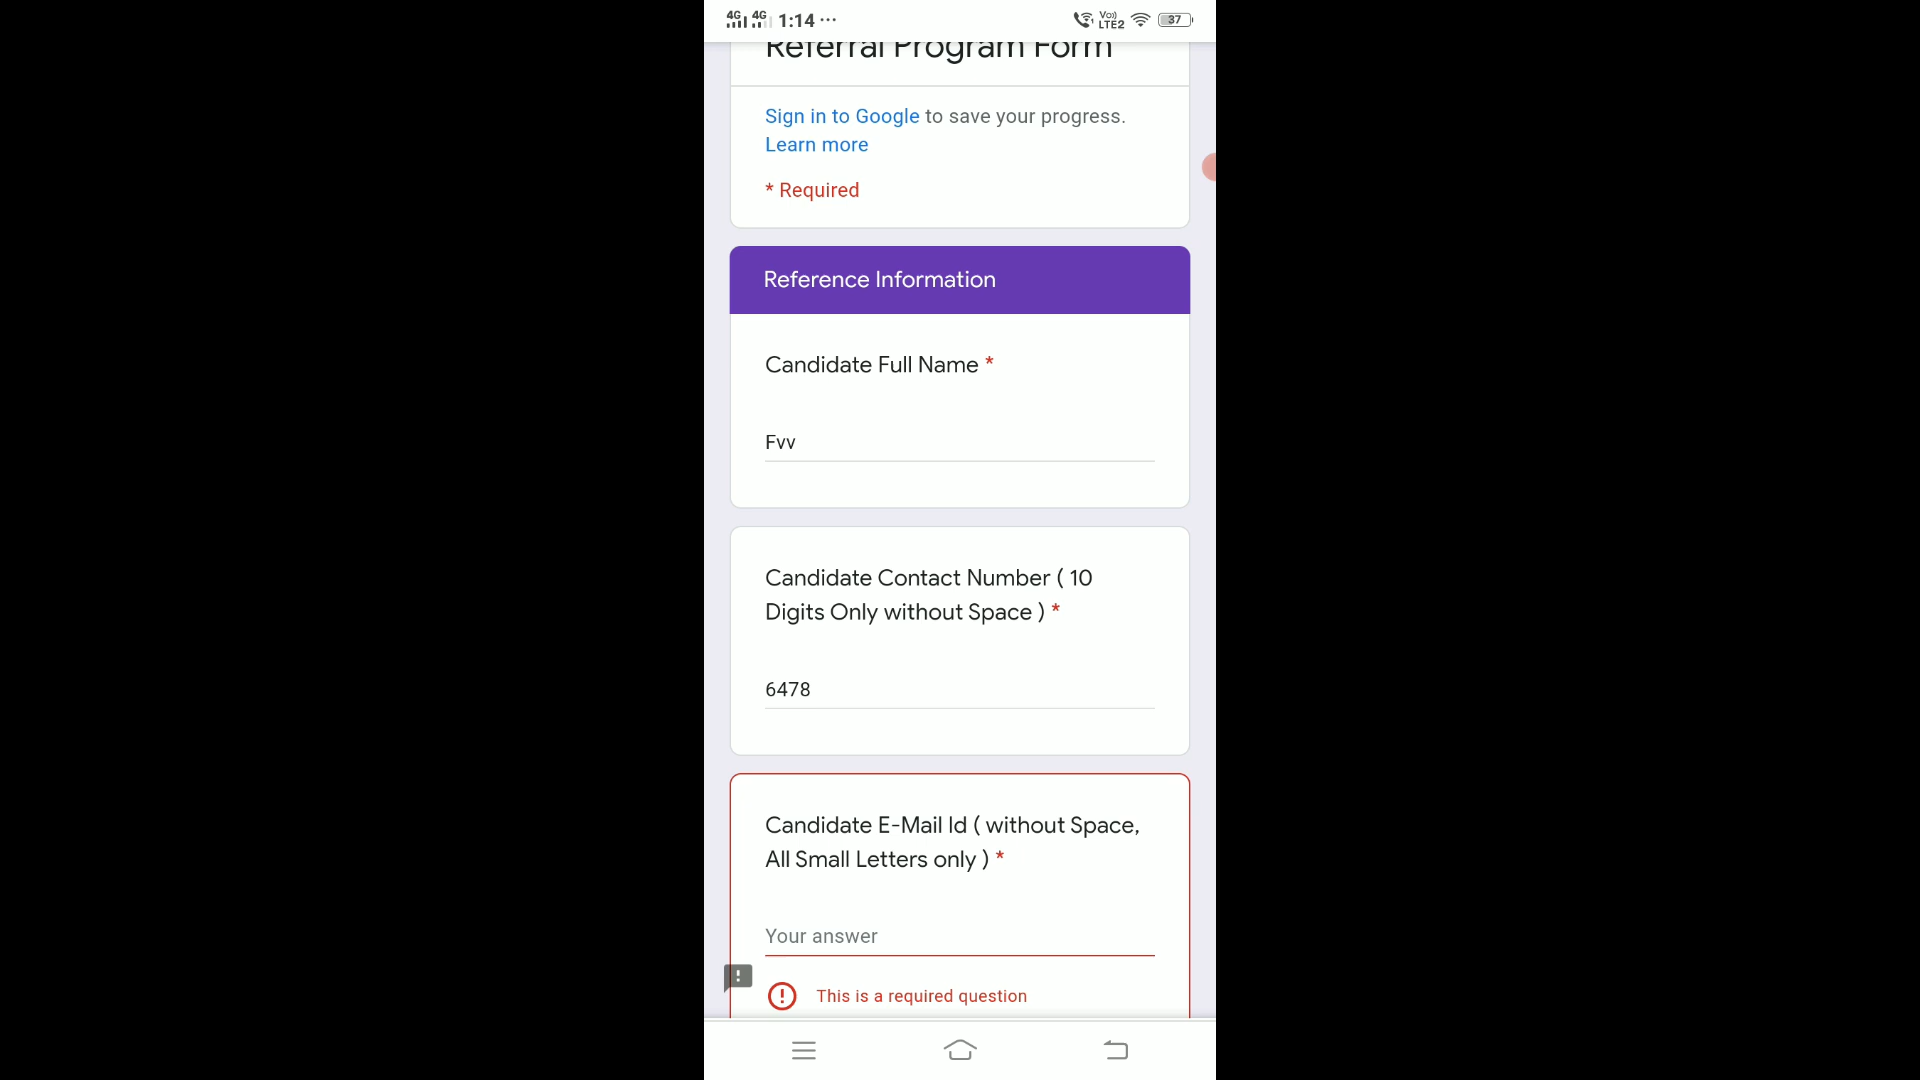 4G 4G 1:14 ··· Vo) LTE2 37
Referral Program Form
Sign in to Google to save your progress.
Learn more
* Required
Reference Information
Candidate Full Name *
Fvv
Candidate Contact Number ( 10
Digits Only without Space ) *
6478
Candidate E-Mail Id ( without Space,
All Small Letters only ) *
Your answer
This is a required question